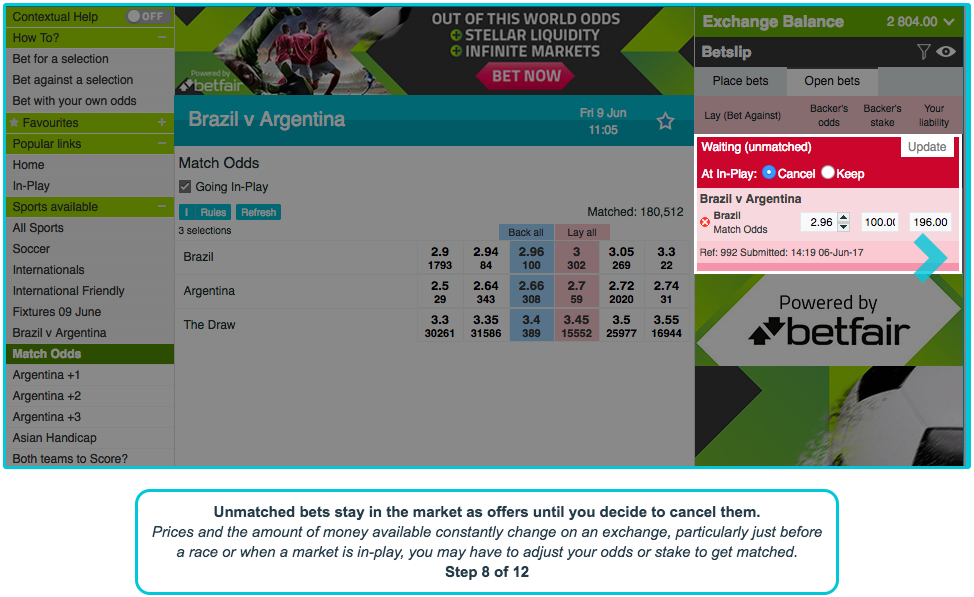 Contextual Help OFF
How To? −
Bet for a selection
Bet against a selection
Bet with your own odds
Favourites +
Popular links −
Home
In-Play
Sports available −
All Sports
Soccer
Internationals
International Friendly
Fixtures 09 June
Brazil v Argentina
Match Odds
Argentina +1
Argentina +2
Argentina +3
Asian Handicap
Both teams to Score?
Powered by
betfair
OUT OF THIS WORLD ODDS
STELLAR LIQUIDITY
INFINITE MARKETS
BET NOW
Brazil v Argentina
Fri 9 Jun
11:05
Match Odds
Going In-Play
I Rules Refresh
Matched: 180,512
3 selections
Back all Lay all
Brazil
2.9 2.94 2.96 3 3.05 3.3
1793 84 100 302 269 22
Argentina
2.5 2.64 2.66 2.7 2.72 2.74
29 343 308 59 2020 31
The Draw
3.3 3.35 3.4 3.45 3.5 3.55
30261 31586 389 15552 25977 16944
Exchange Balance 2 804.00
Betslip
Place bets Open bets
Lay (Bet Against)
Backer's
odds
Backer's
stake
Your
liability
Waiting (unmatched) Update
At In-Play: Cancel Keep
Brazil v Argentina
Brazil
Match Odds
2.96 100.00 196.00
Ref: 992 Submitted: 14:19 06-Jun-17
Powered by
betfair
Unmatched bets stay in the market as offers until you decide to cancel them.
Prices and the amount of money available constantly change on an exchange, particularly just before
a race or when a market is in-play, you may have to adjust your odds or stake to get matched.
Step 8 of 12